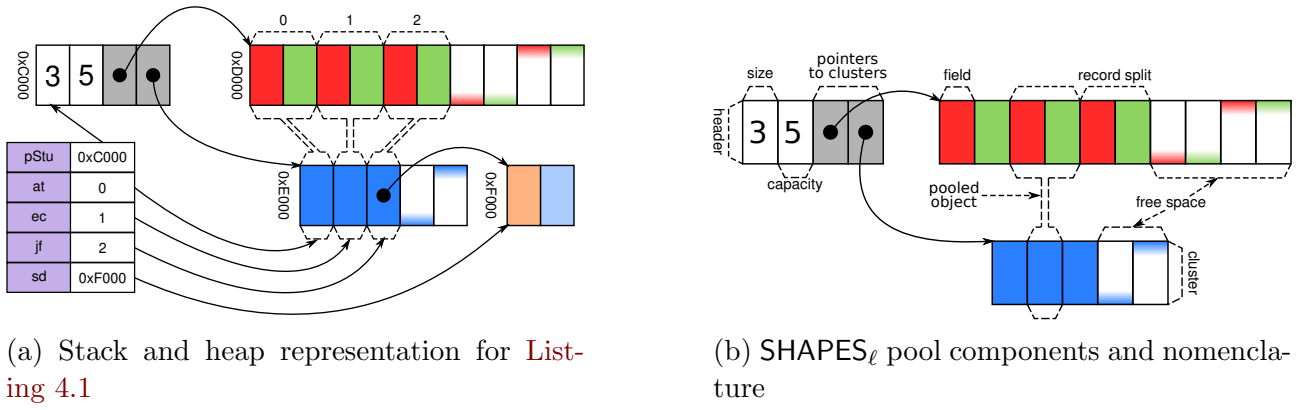 0 1 2
0xC000
3 5
0xD000
pStu 0xC000
at 0
ec 1
jf 2
sd 0xF000
0xE000
0xF000
(a) Stack and heap representation for List-
ing 4.1
pointers
to clusters
size
field
record split
header
3 5
capacity
pooled
object
free space
cluster
(b) SHAPESℓ pool components and nomencla-
ture